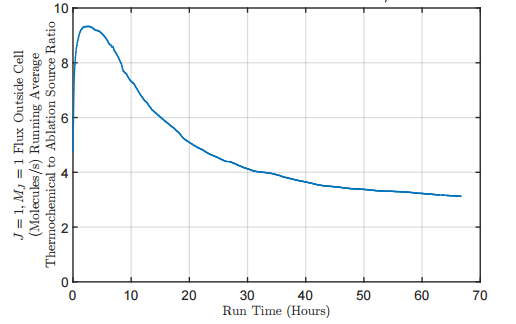 J = 1, M_J = 1 Flux Outside Cell
(Molecules/s) Running Average
Thermochemical to Ablation Source Ratio
10
8
6
4
2
0
0 10 20 30 40 50 60 70
Run Time (Hours)